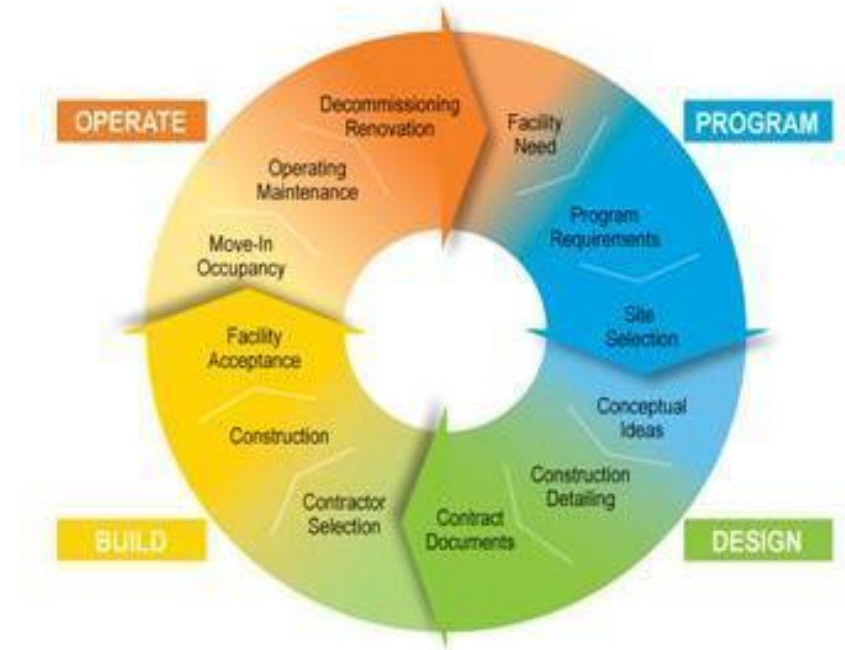 OPERATE
PROGRAM
Decommissioning
Renovation
Facility
Need
Operating
Maintenance
Program
Requirements
Move-In
Occupancy
Site
Selection
Facility
Acceptance
Conceptual
Ideas
Construction
Construction
Detailing
Contractor
Selection
Contract
Documents
BUILD
DESIGN